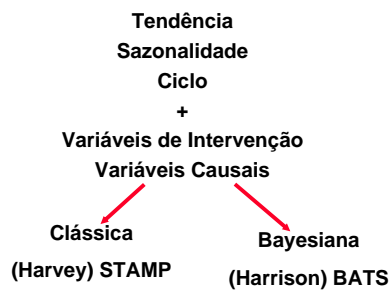 Tendência
Sazonalidade
Ciclo
+
Variáveis de Intervenção
Variáveis Causais
Clássica
(Harvey) STAMP
Bayesiana
(Harrison) BATS